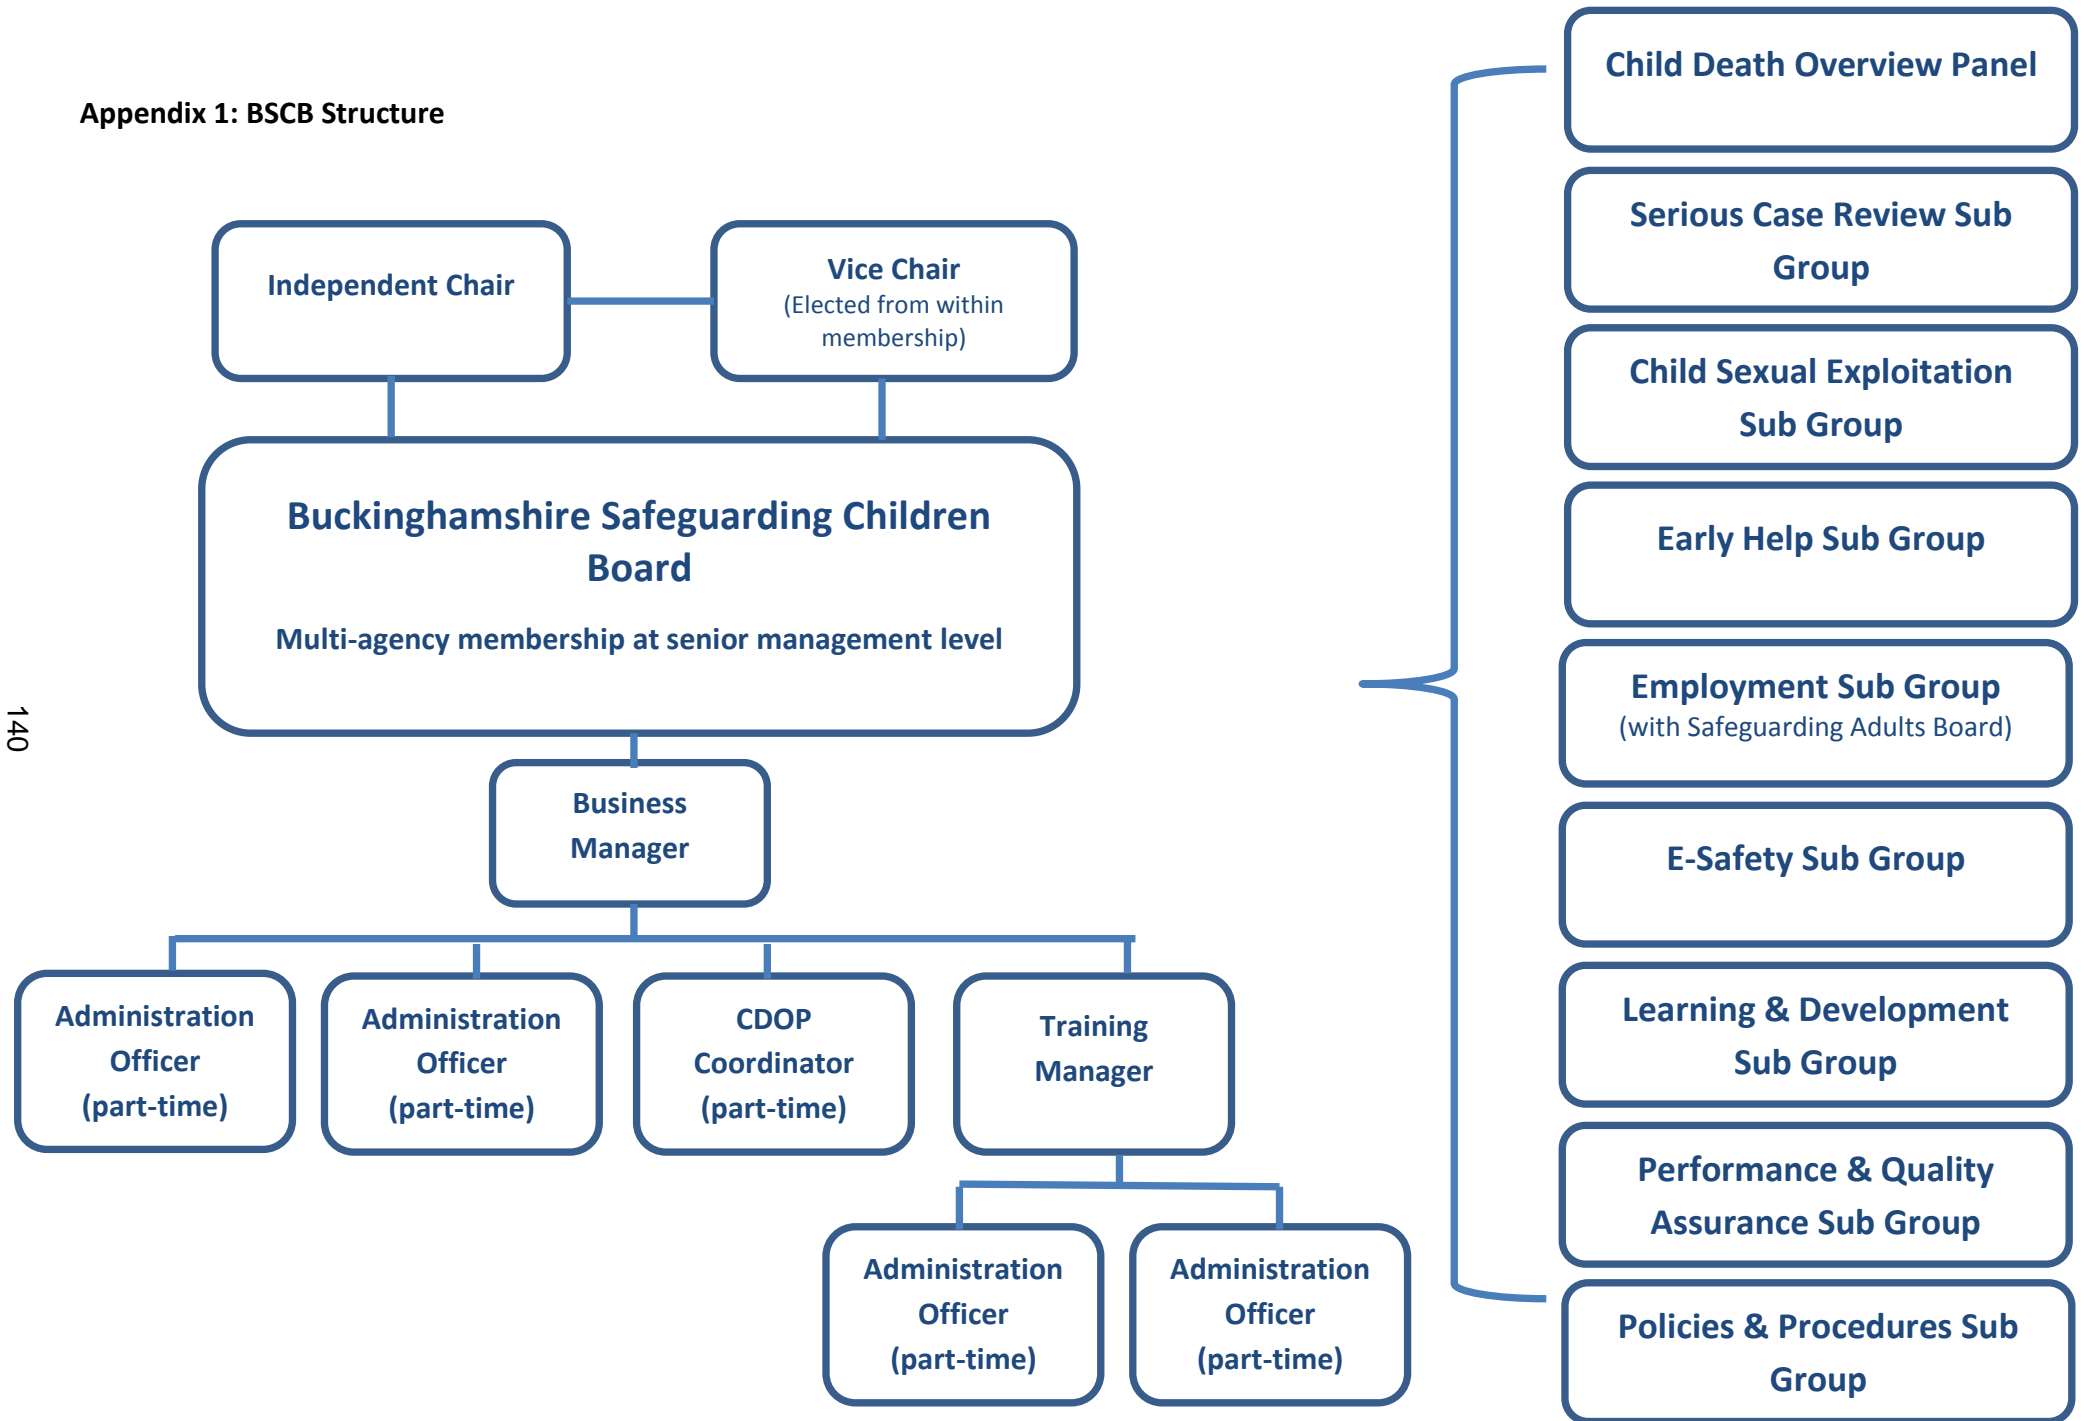 Appendix 1: BSCB Structure
Independent Chair
Vice Chair
(Elected from within
membership)
Buckinghamshire Safeguarding Children
Board
Multi-agency membership at senior management level
Business
Manager
Administration
Officer
(part-time)
Administration
Officer
(part-time)
CDOP
Coordinator
(part-time)
Training
Manager
Administration
Officer
(part-time)
Administration
Officer
(part-time)
Child Death Overview Panel
Serious Case Review Sub
Group
Child Sexual Exploitation
Sub Group
Early Help Sub Group
Employment Sub Group
(with Safeguarding Adults Board)
E-Safety Sub Group
Learning & Development
Sub Group
Performance & Quality
Assurance Sub Group
Policies & Procedures Sub
Group
140